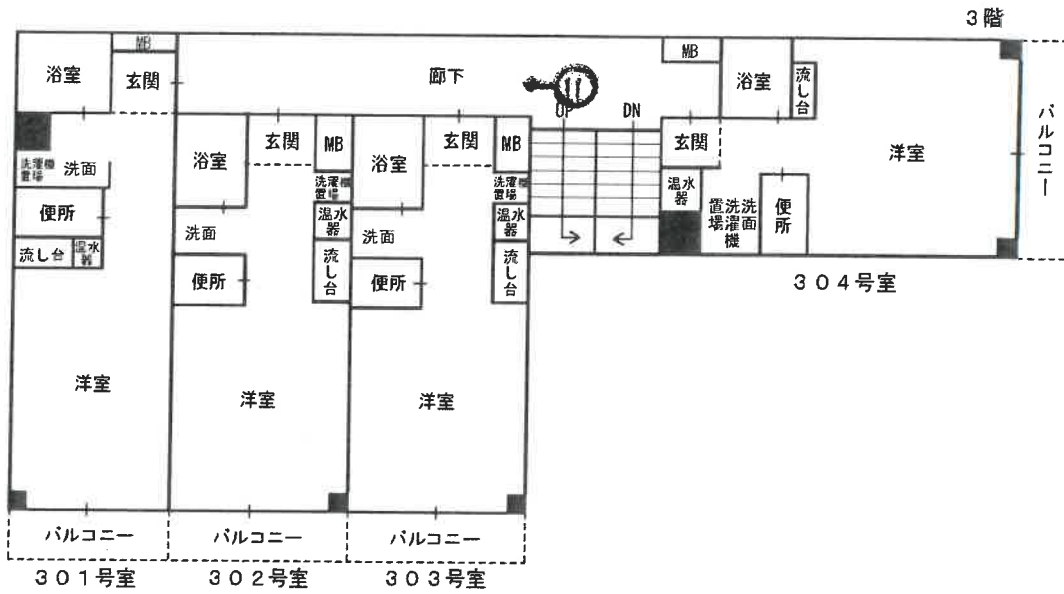 3階
MB
浴室
玄関
廊下
MB
浴室
流し台
UP
DN
玄関
洋室
バルコニー
浴室
玄関
MB
浴室
玄関
MB
洗濯機
置場
洗面
洗濯機
置場
洗濯機
置場
温水
器
便所
洗面
温水
器
洗面
温水
器
洗面
洗濯機
置場
便所
流し台
温水
器
便所
流し台
便所
流し台
304号室
洋室
洋室
洋室
バルコニー
バルコニー
バルコニー
301号室
302号室
303号室